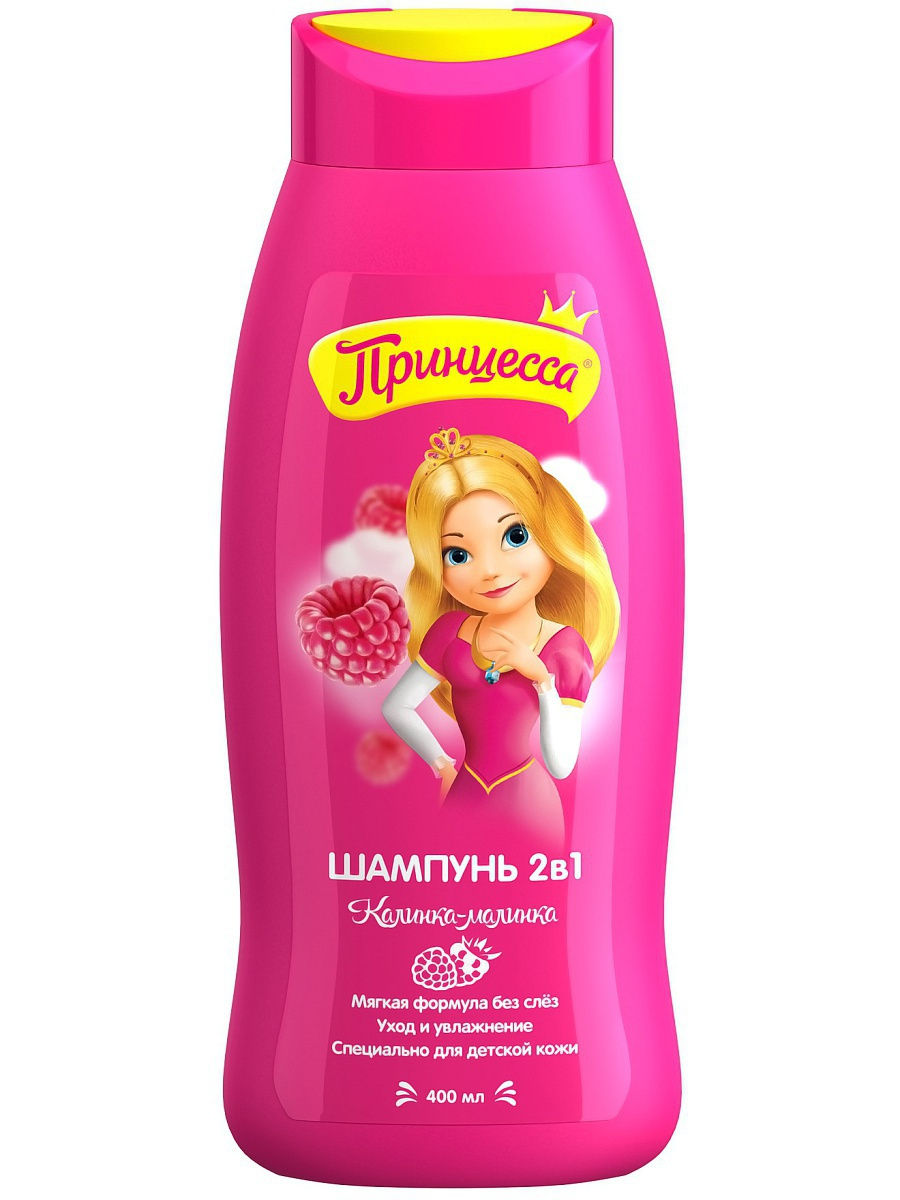 Принцесса®
ШАМПУНЬ 2в1
Калинка-малинка
Мягкая формула без слёз
Уход и увлажнение
Специально для детской кожи
400 мл